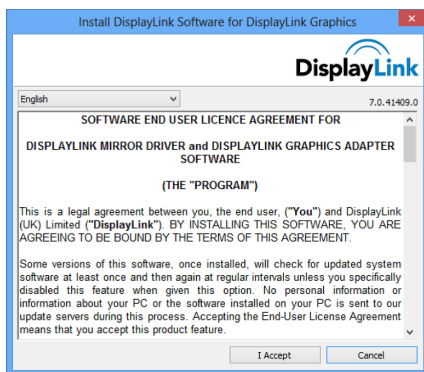 Install DisplayLink Software for DisplayLink Graphics
DisplayLink
English
7.0.41409.0
SOFTWARE END USER LICENCE AGREEMENT FOR
DISPLAYLINK MIRROR DRIVER and DISPLAYLINK GRAPHICS ADAPTER
SOFTWARE
(THE "PROGRAM")
This is a legal agreement between you, the end user, ("You") and DisplayLink
(UK) Limited ("DisplayLink"). BY INSTALLING THIS SOFTWARE, YOU ARE
AGREEING TO BE BOUND BY THE TERMS OF THIS AGREEMENT.
Some versions of this software, once installed, will check for updated system
software at least once and then again at regular intervals unless you specifically
disabled this feature when given this option. No personal information or
information about your PC or the software installed on your PC is sent to our
update servers during this process. Accepting the End-User License Agreement
means that you accept this product feature.
I Accept
Cancel